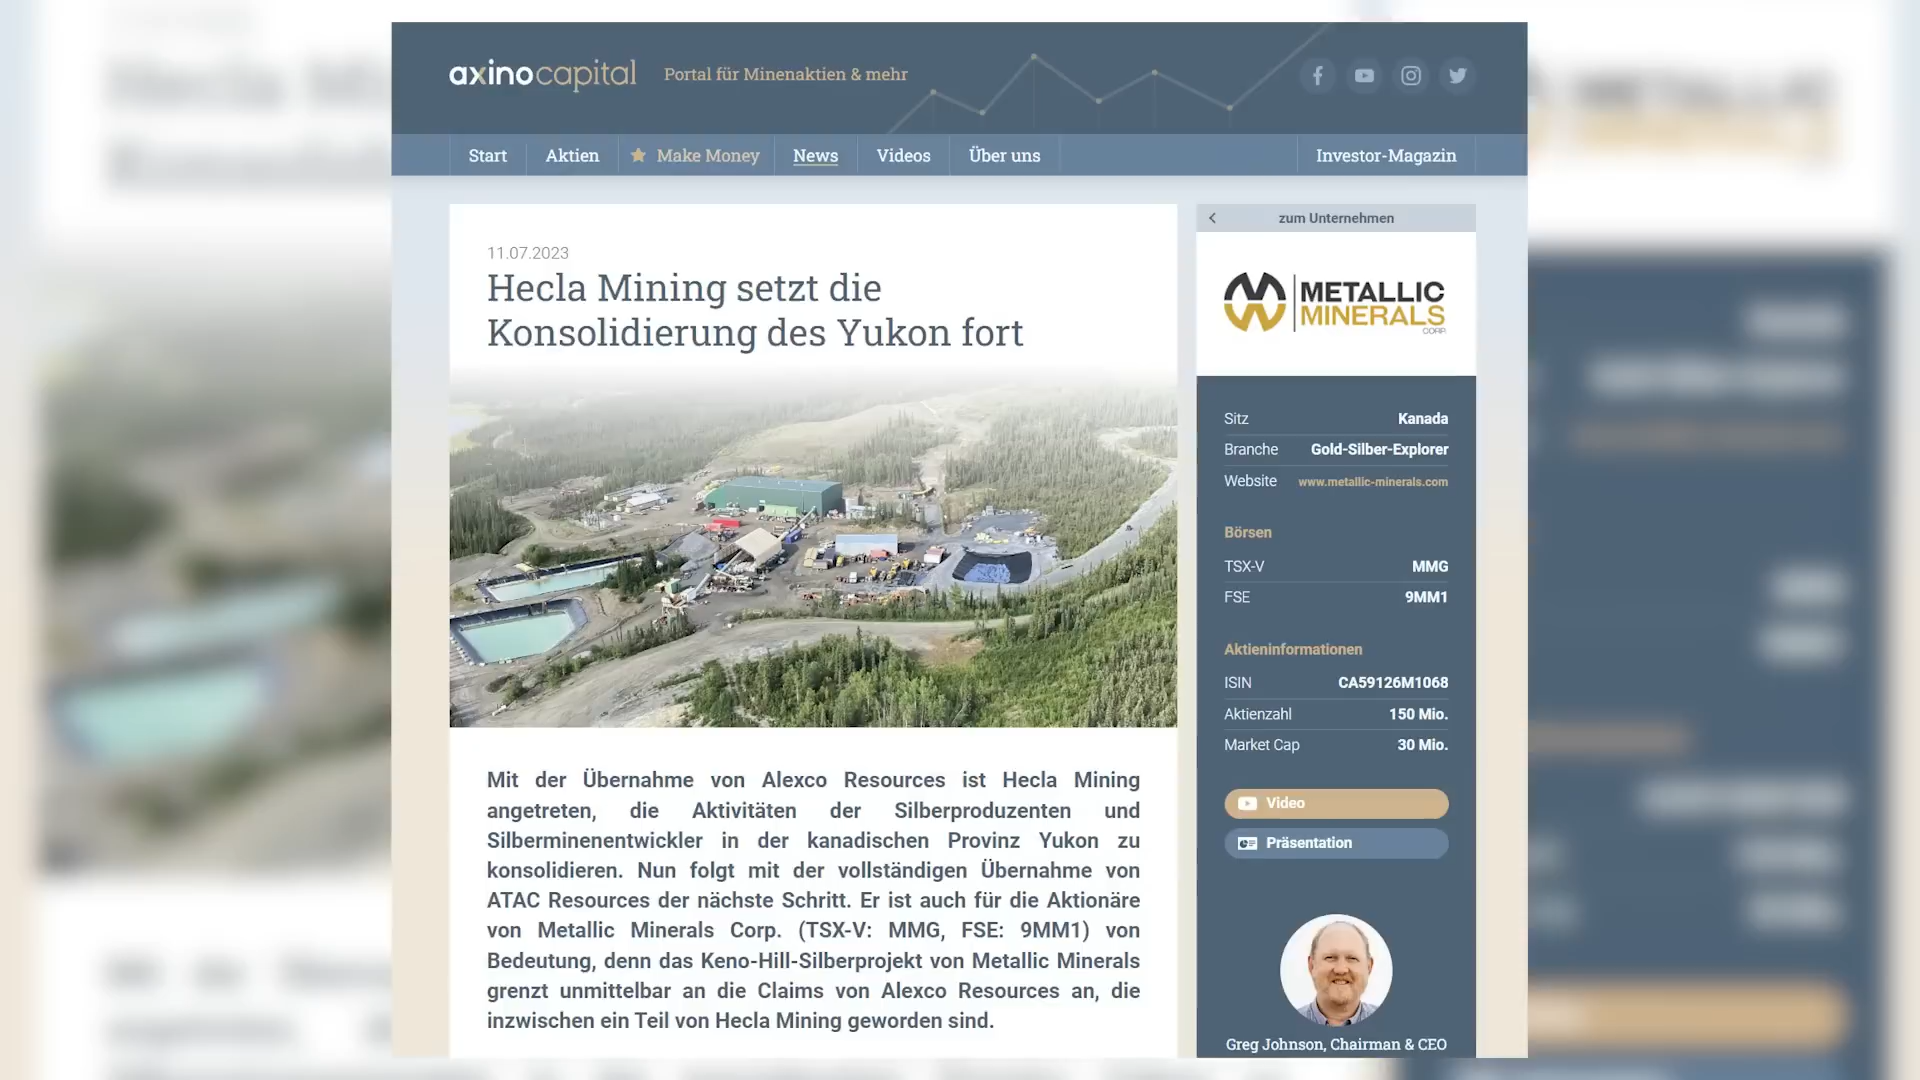 axinocapital
Portal für Minenaktien & mehr
Start
Aktien
Make Money
News
Videos
Über uns
Investor-Magazin
11.07.2023
Hecla Mining setzt die
Konsolidierung des Yukon fort
Mit der Übernahme von Alexco Resources ist Hecla Mining
angetreten, die Aktivitäten der Silberproduzenten und
Silberminenentwickler in der kanadischen Provinz Yukon zu
konsolidieren. Nun folgt mit der vollständigen Übernahme von
ATAC Resources der nächste Schritt. Er ist auch für die Aktionäre
von Metallic Minerals Corp. (TSX-V: MMG, FSE: 9MM1) von
Bedeutung, denn das Keno-Hill-Silberprojekt von Metallic Minerals
grenzt unmittelbar an die Claims von Alexco Resources an, die
inzwischen ein Teil von Hecla Mining geworden sind.
zum Unternehmen
METALLIC
MINERALS
CORP.
Sitz Kanada
Branche Gold-Silber-Explorer
Website www.metallic-minerals.com
Börsen
TSX-V MMG
FSE 9MM1
Aktieninformationen
ISIN CA59126M1068
Aktienzahl 150 Mio.
Market Cap 30 Mio.
Video
Präsentation
Greg Johnson, Chairman & CEO